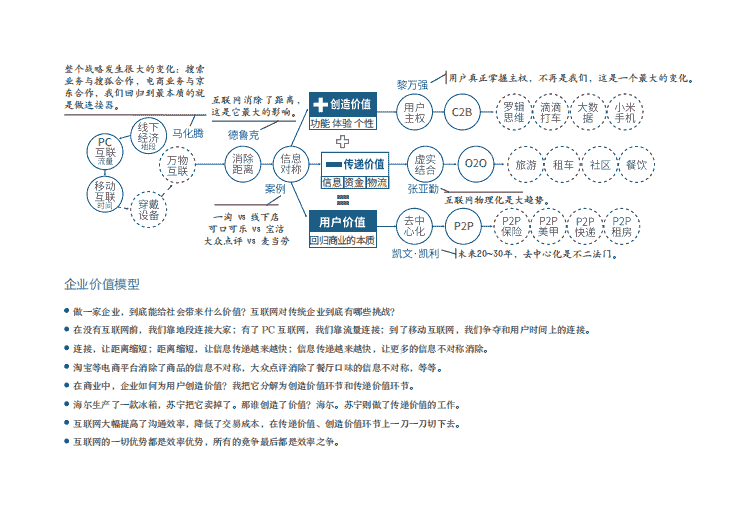 整个战略发生很大的变化：搜索
业务与搜狐合作，电商业务与京
东合作，我们回归到最本质的就
是做连接器。
马化腾
线下
经济
地段
PC
互联
流量
移动
互联
时间
穿戴
设备
万物
互联
互联网消除了距离，
这是它最大的影响。
德鲁克
消除
距离
信息
对称
案例
一淘 vs 线下店
可口可乐 vs 宝洁
大众点评 vs 麦当劳
创造价值
功能 体验 个性
传递价值
信息 资金 物流
用户价值
回归商业的本质
黎万强
用户真正掌握主权，不再是我们，这是一个最大的变化。
用户
主权
C2B
罗辑
思维
滴滴
打车
大数
据
小米
手机
虚实
结合
O2O
旅游
租车
社区
餐饮
张亚勤
互联网物理化是大趋势。
去中
心化
P2P
P2P
保险
P2P
美甲
P2P
快递
P2P
租房
凯文·凯利
未来20~30年，去中心化是不二法门。
企业价值模型
做一家企业，到底能给社会带来什么价值？互联网对传统企业到底有哪些挑战？
在没有互联网前，我们靠地段连接大家；有了 PC 互联网，我们靠流量连接；到了移动互联网，我们争夺和用户时间上的连接。
连接，让距离缩短；距离缩短，让信息传递越来越快；信息传递越来越快，让更多的信息不对称消除。
淘宝等电商平台消除了商品的信息不对称，大众点评消除了餐厅口味的信息不对称，等等。
在商业中，企业如何为用户创造价值？我把它分解为创造价值环节和传递价值环节。
海尔生产了一款冰箱，苏宁把它卖掉了。那谁创造了价值？海尔。苏宁则做了传递价值的工作。
互联网大幅提高了沟通效率，降低了交易成本，在传递价值、创造价值环节上一刀一刀切下去。
互联网的一切优势都是效率优势，所有的竞争最后都是效率之争。